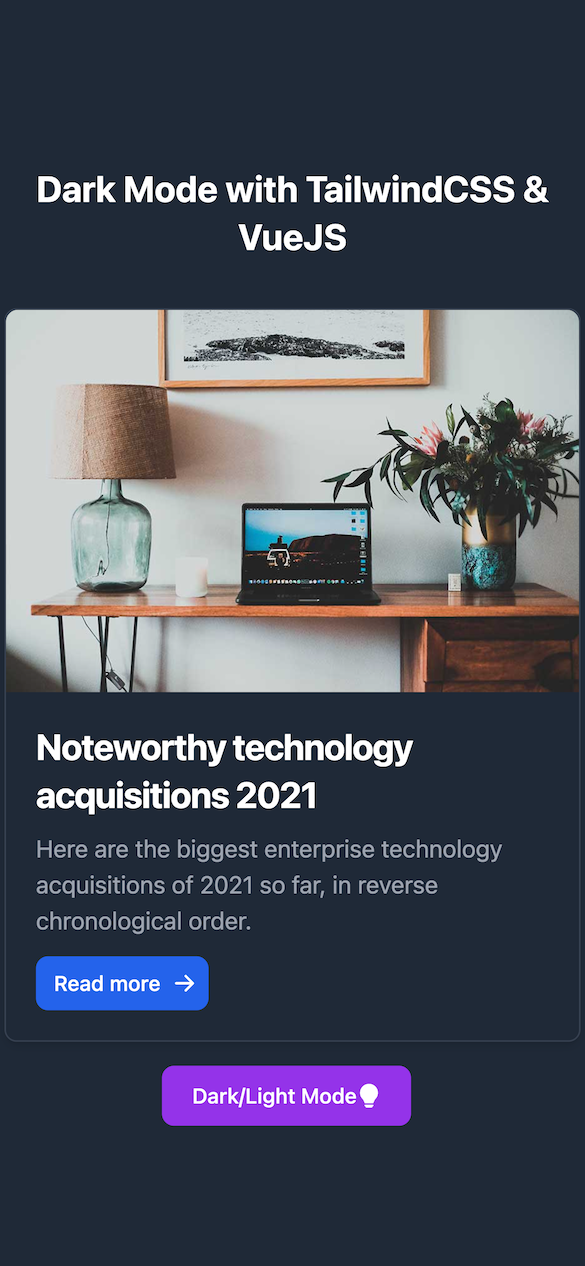 Dark Mode with TailwindCSS &
VueJS
Noteworthy technology
acquisitions 2021
Here are the biggest enterprise technology
acquisitions of 2021 so far, in reverse
chronological order.
Read more
Dark/Light Mode